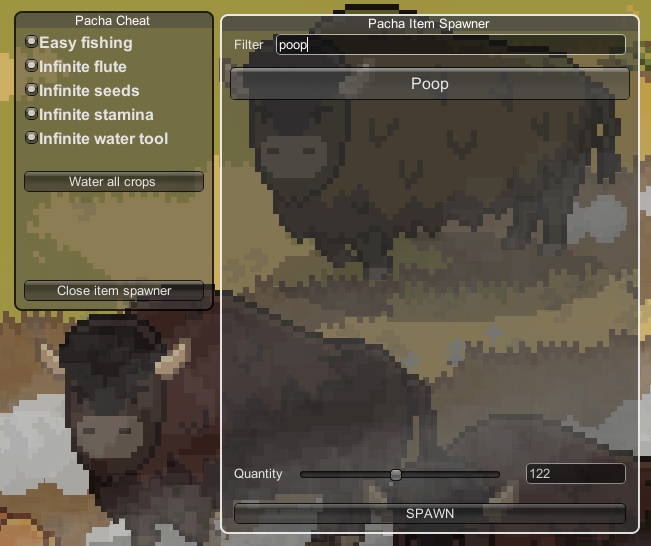 Pacha Cheat
Easy fishing
Infinite flute
Infinite seeds
Infinite stamina
Infinite water tool
Water all crops
Close item spawner
Pacha Item Spawner
Filter poop
Poop
Quantity 122
SPAWN